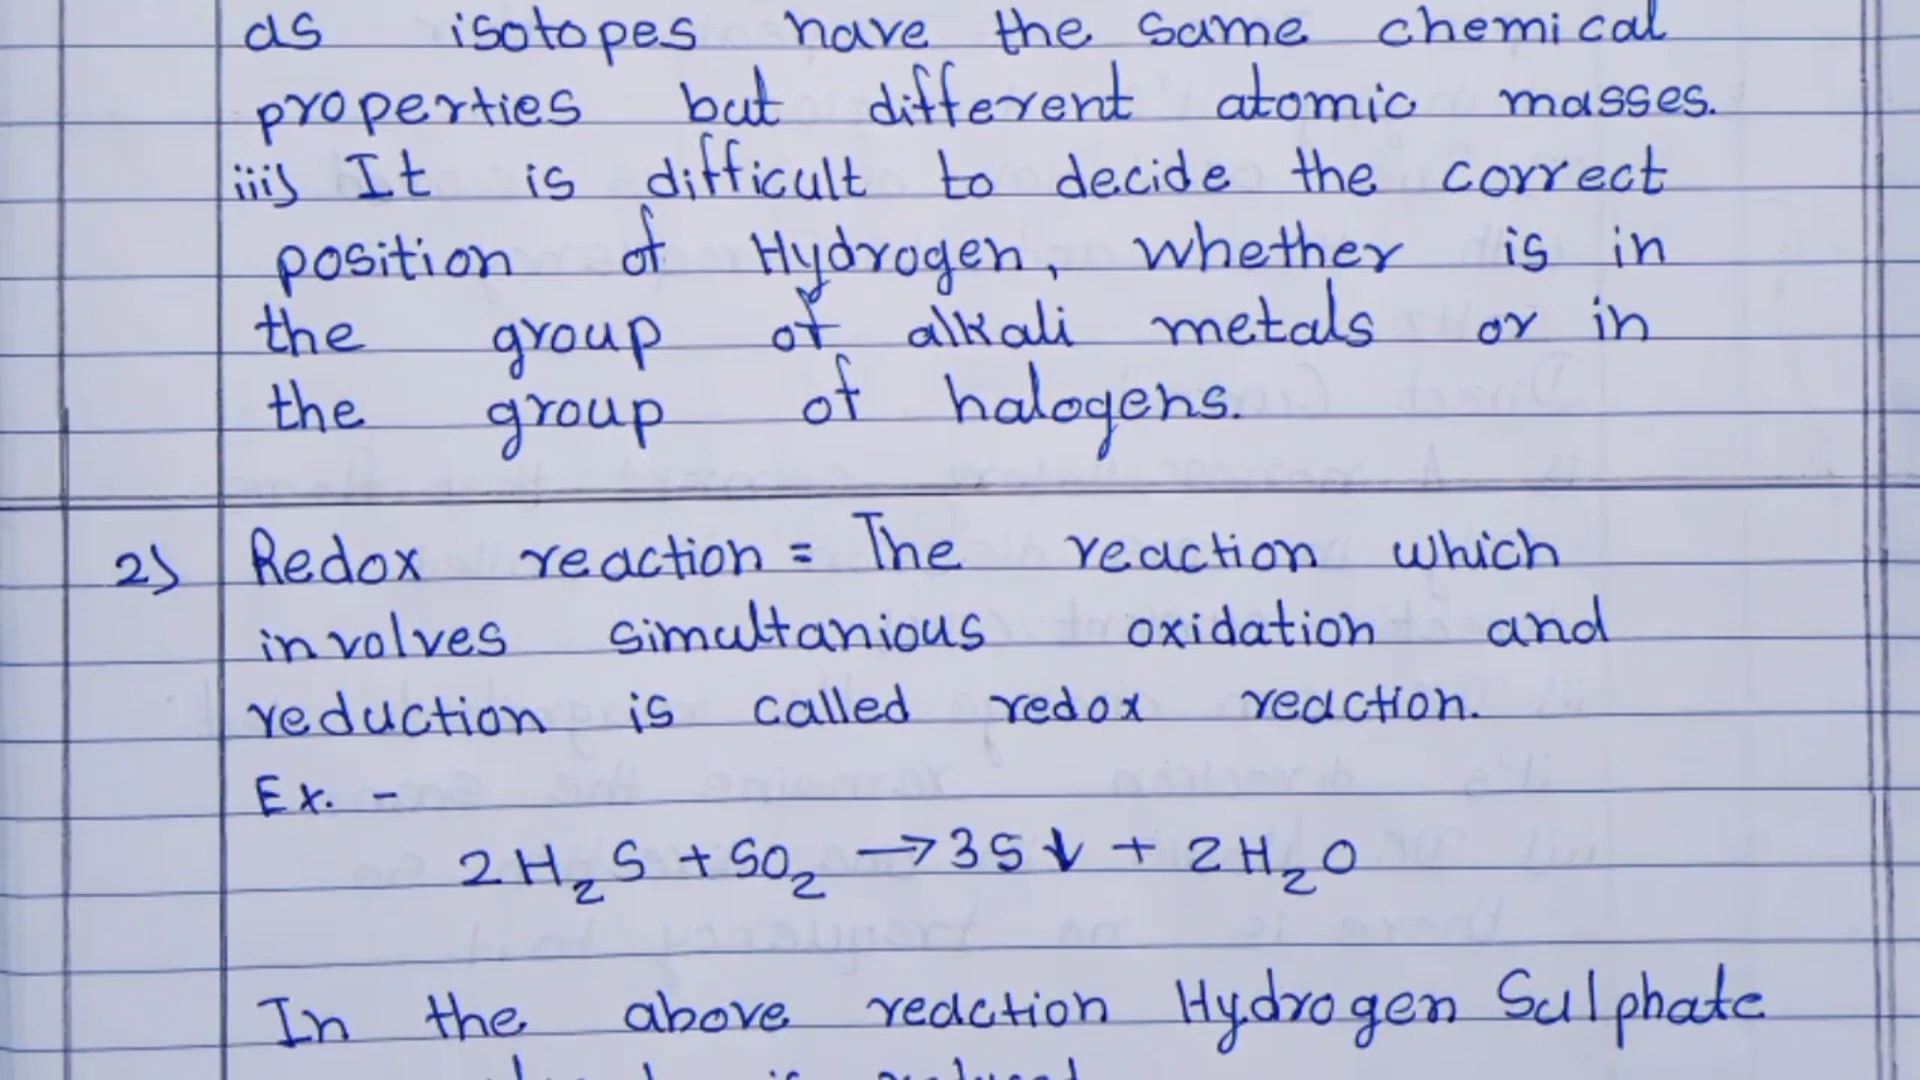 as isotopes have the same chemical
properties but different atomic masses.
iii) It is difficult to decide the correct
position of Hydrogen, whether is in
the group of alkali metals or in
the group of halogens.
2) Redox reaction = The reaction which
involves simultanious oxidation and
reduction is called redox reaction.
Ex. -
2H₂S + SO₂ → 3S ↓ + 2H₂O
In the above reaction Hydrogen Sulphate
is